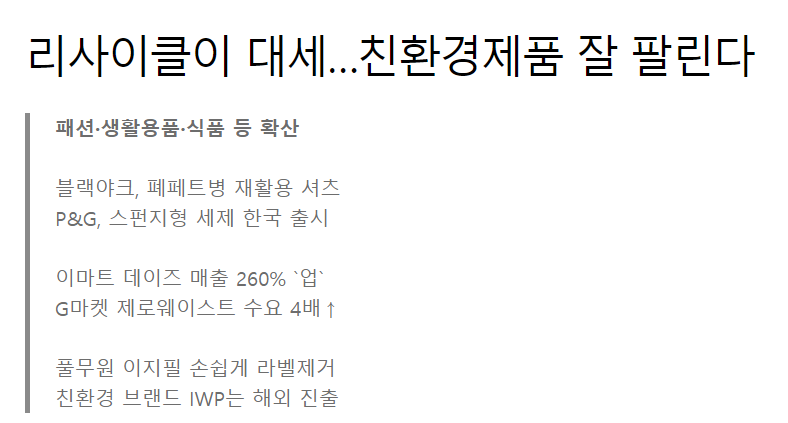 리사이클이 대세...친환경제품 잘 팔린다
패션·생활용품·식품 등 확산
블랙야크, 폐페트병 재활용 셔츠
P&G, 스펀지형 세제 한국 출시
이마트 데이즈 매출 260% `업`
G마켓 제로웨이스트 수요 4배↑
풀무원 이지필 손쉽게 라벨제거
친환경 브랜드 IWP는 해외 진출